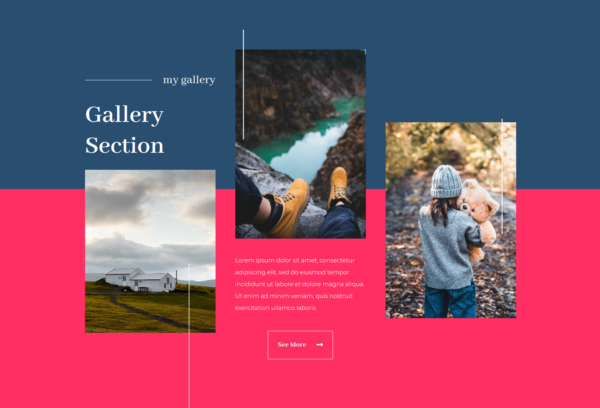 my gallery
Gallery
Section
Lorem ipsum dolor sit amet, consectetur
adipiscing elit, sed do eiusmod tempor
incididunt ut labore et dolore magna aliqua.
Ut enim ad minim veniam, quis nostrud
exercitation ullamco laboris
See More